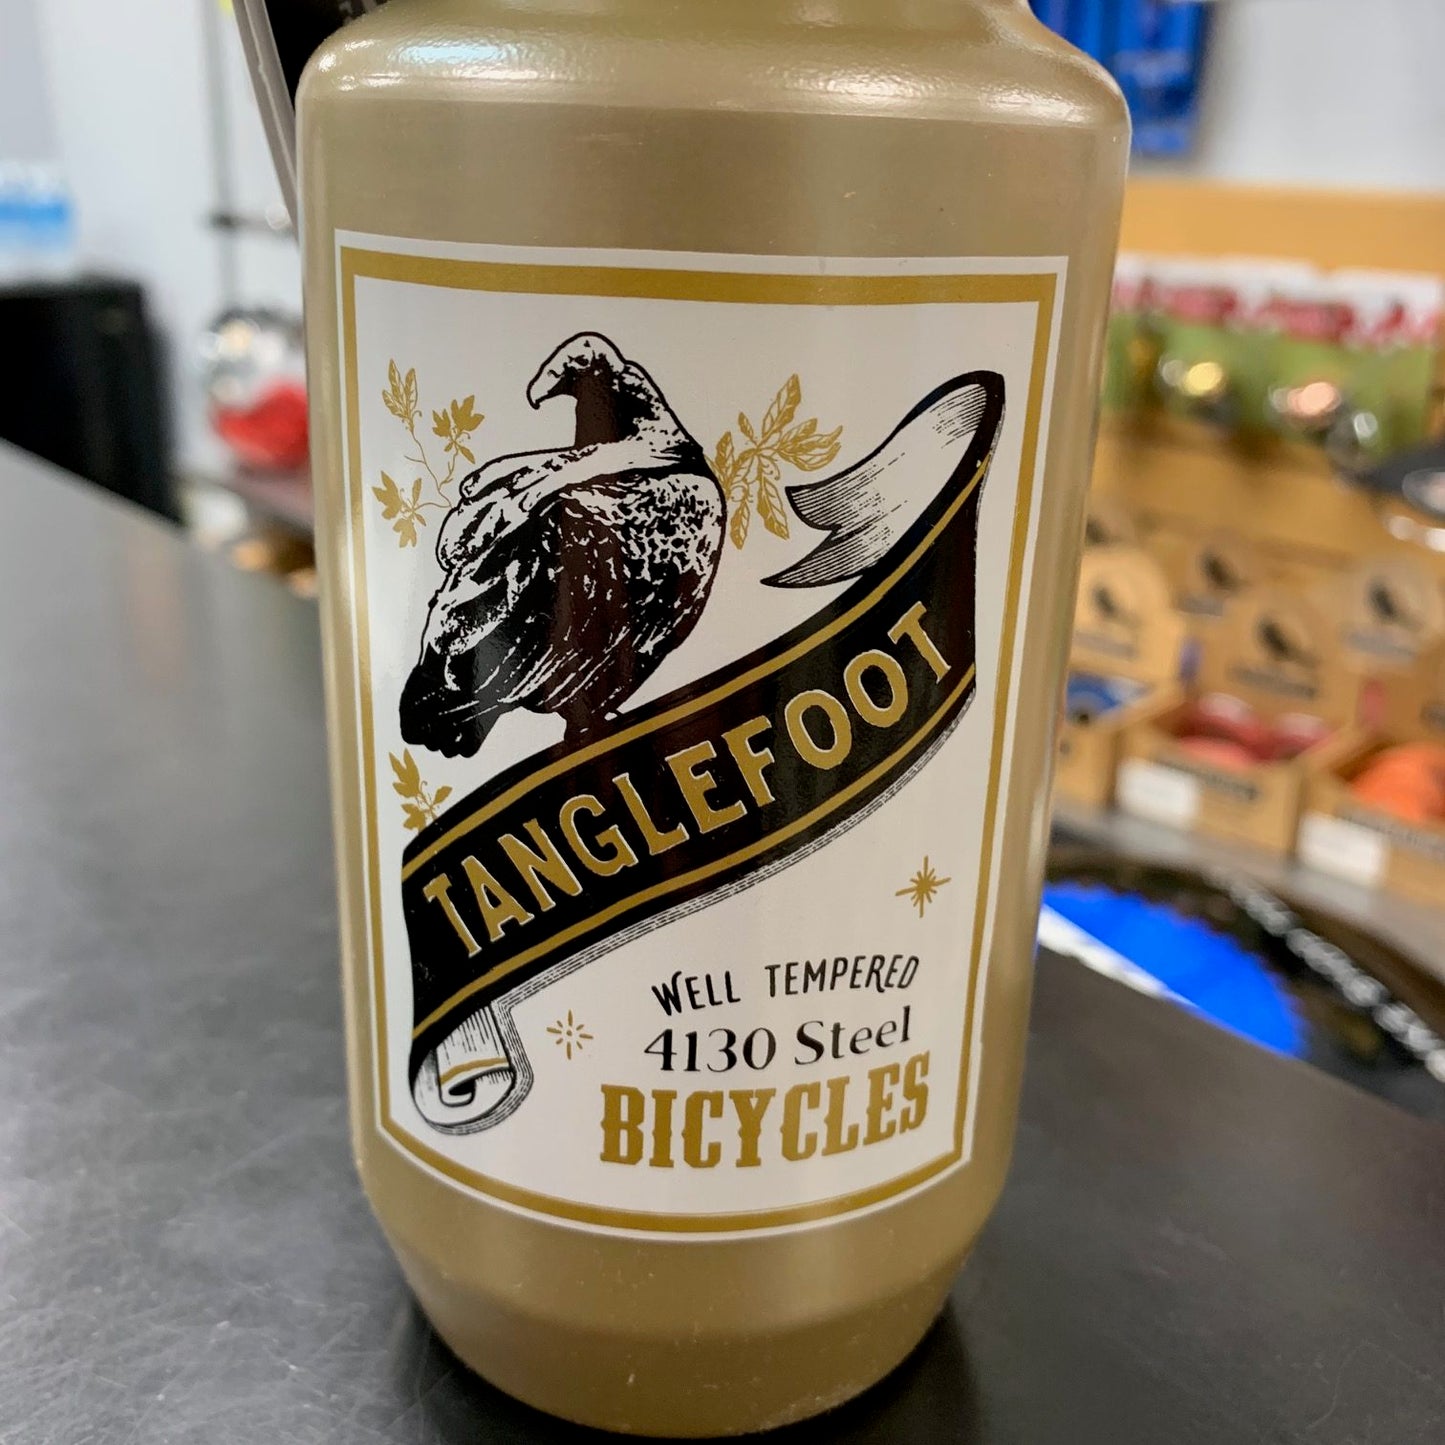 TANGLEFOOT
WELL TEMPERED
4130 Steel
BICYCLES